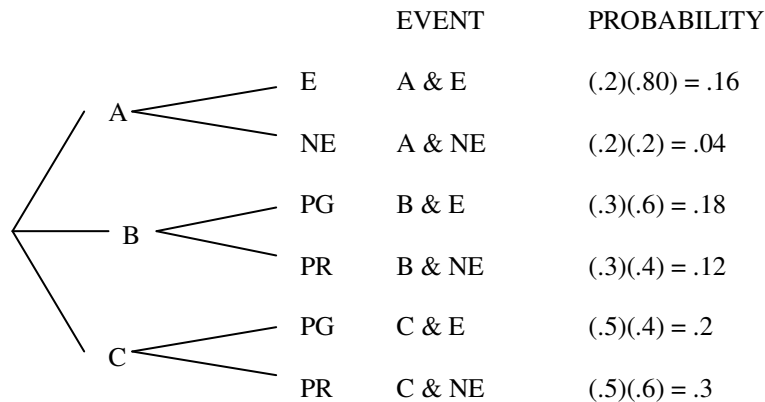 EVENT PROBABILITY
E A & E (.2)(.80) = .16
A
NE A & NE (.2)(.2) = .04
PG B & E (.3)(.6) = .18
B
PR B & NE (.3)(.4) = .12
PG C & E (.5)(.4) = .2
C
PR C & NE (.5)(.6) = .3